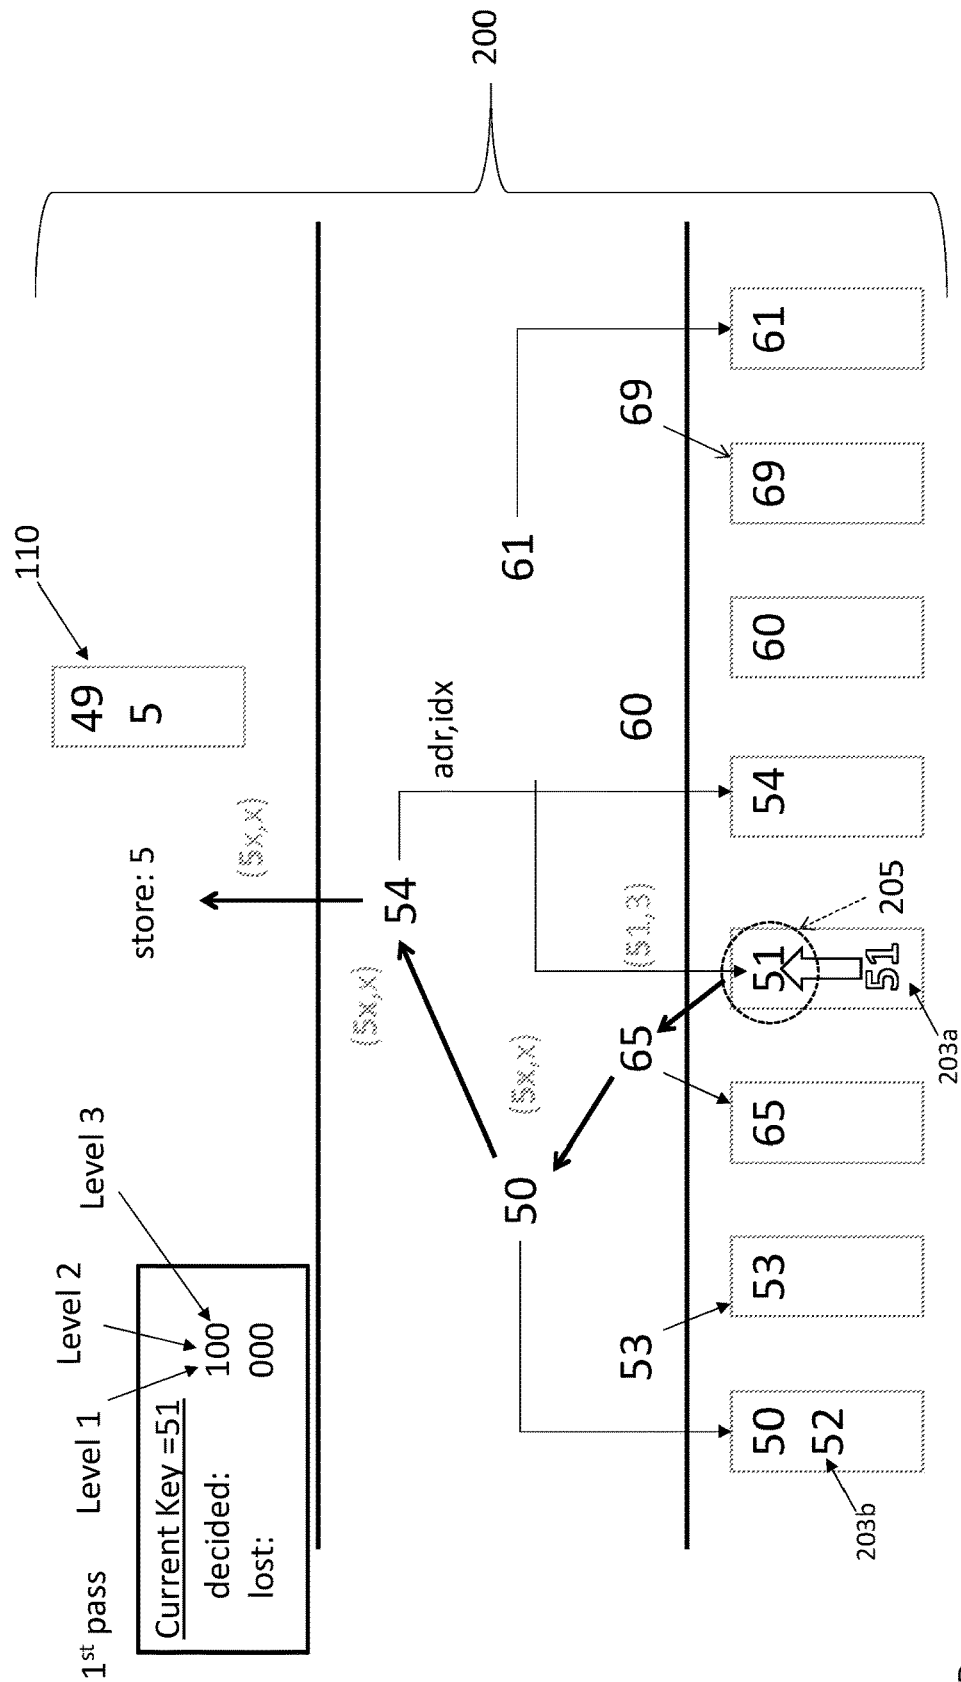 200
110
49
5
store: 5
(5x,x)
1st pass
Level 1
Level 2
Level 3
Current Key =51
decided: 100
lost: 000
54
adr,idx
(5x,x)
50
(5x,x)
61
53
65
(51,3)
60
69
50
53
65
51
54
60
69
61
52
51
205
203b
203a